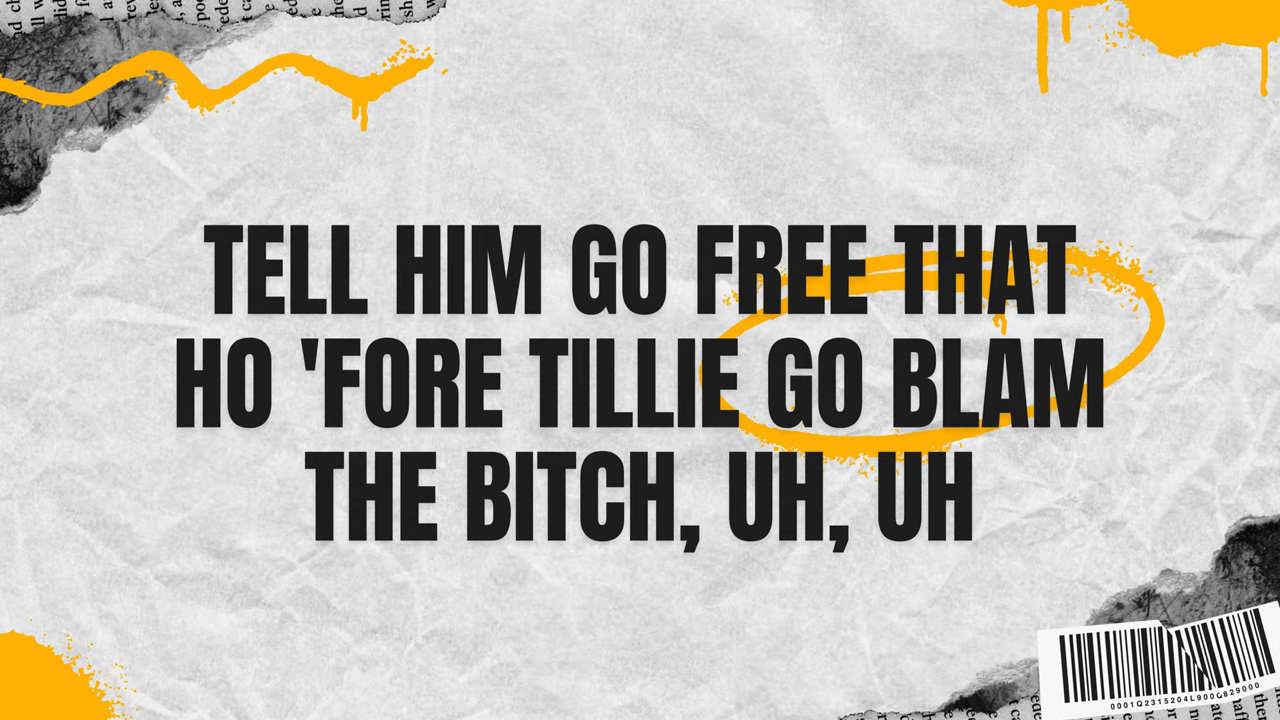 TELL HIM GO FREE THAT
HO 'FORE TILLIE GO BLAM
THE BITCH, UH, UH